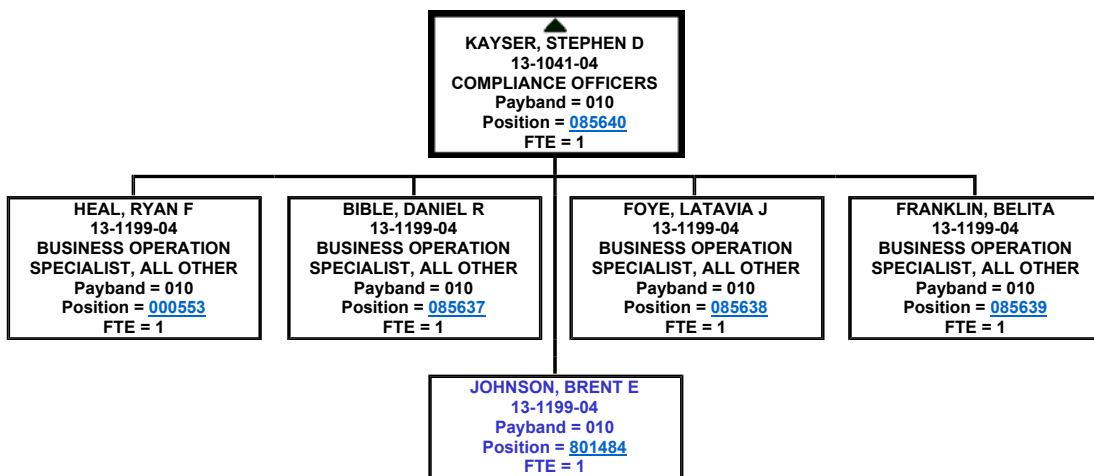 KAYSER, STEPHEN D
13-1041-04
COMPLIANCE OFFICERS
Payband = 010
Position = 085640
FTE = 1
HEAL, RYAN F
13-1199-04
BUSINESS OPERATION
SPECIALIST, ALL OTHER
Payband = 010
Position = 000553
FTE = 1
BIBLE, DANIEL R
13-1199-04
BUSINESS OPERATION
SPECIALIST, ALL OTHER
Payband = 010
Position = 085637
FTE = 1
FOYE, LATAVIA J
13-1199-04
BUSINESS OPERATION
SPECIALIST, ALL OTHER
Payband = 010
Position = 085638
FTE = 1
FRANKLIN, BELITA
13-1199-04
BUSINESS OPERATION
SPECIALIST, ALL OTHER
Payband = 010
Position = 085639
FTE = 1
JOHNSON, BRENT E
13-1199-04
Payband = 010
Position = 801484
FTE = 1